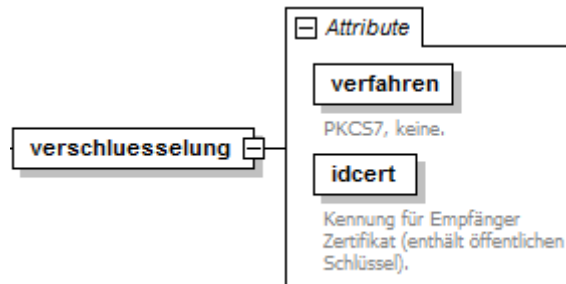 Attribute
verfahren
PKCS7, keine.
verschluesselung
idcert
Kennung für Empfänger
Zertifikat (enthält öffentlichen
Schlüssel).